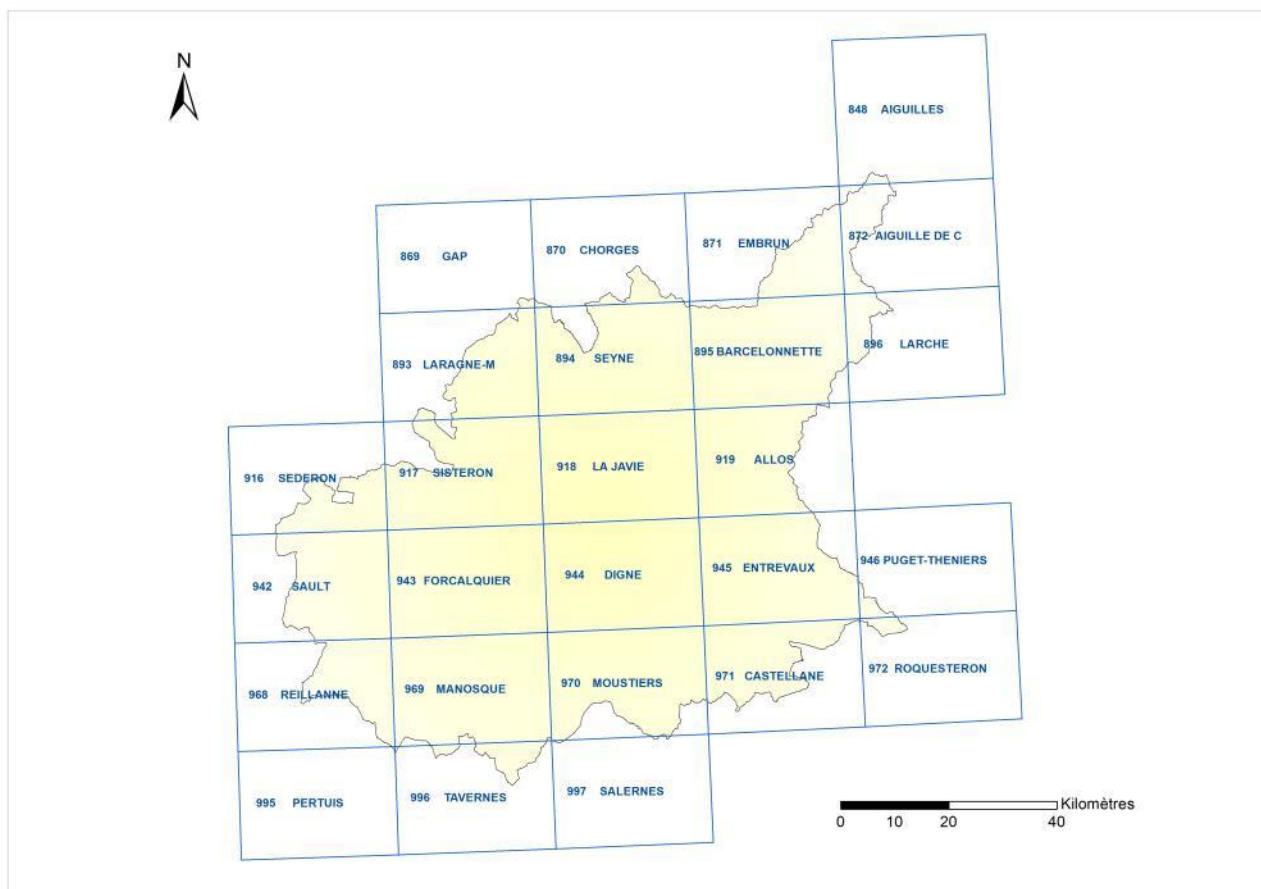 N
848 AIGUILLES
869 GAP
870 CHORGES
871 EMBRUN
872 AIGUILLE DE C
893 LARAGNE-M
894 SEYNE
895 BARCELONNETTE
896 LARCHE
916 SEDERON
917 SISTERON
918 LA JAVIE
919 ALLOS
942 SAULT
943 FORCALQUIER
944 DIGNE
945 ENTREVAUX
946 PUGET-THENIERS
968 REILLANNE
969 MANOSQUE
970 MOUSTIERS
971 CASTELLANE
972 ROQUESTERON
995 PERTUIS
996 TAVERNES
997 SALERNES
Kilomètres
0 10 20 40